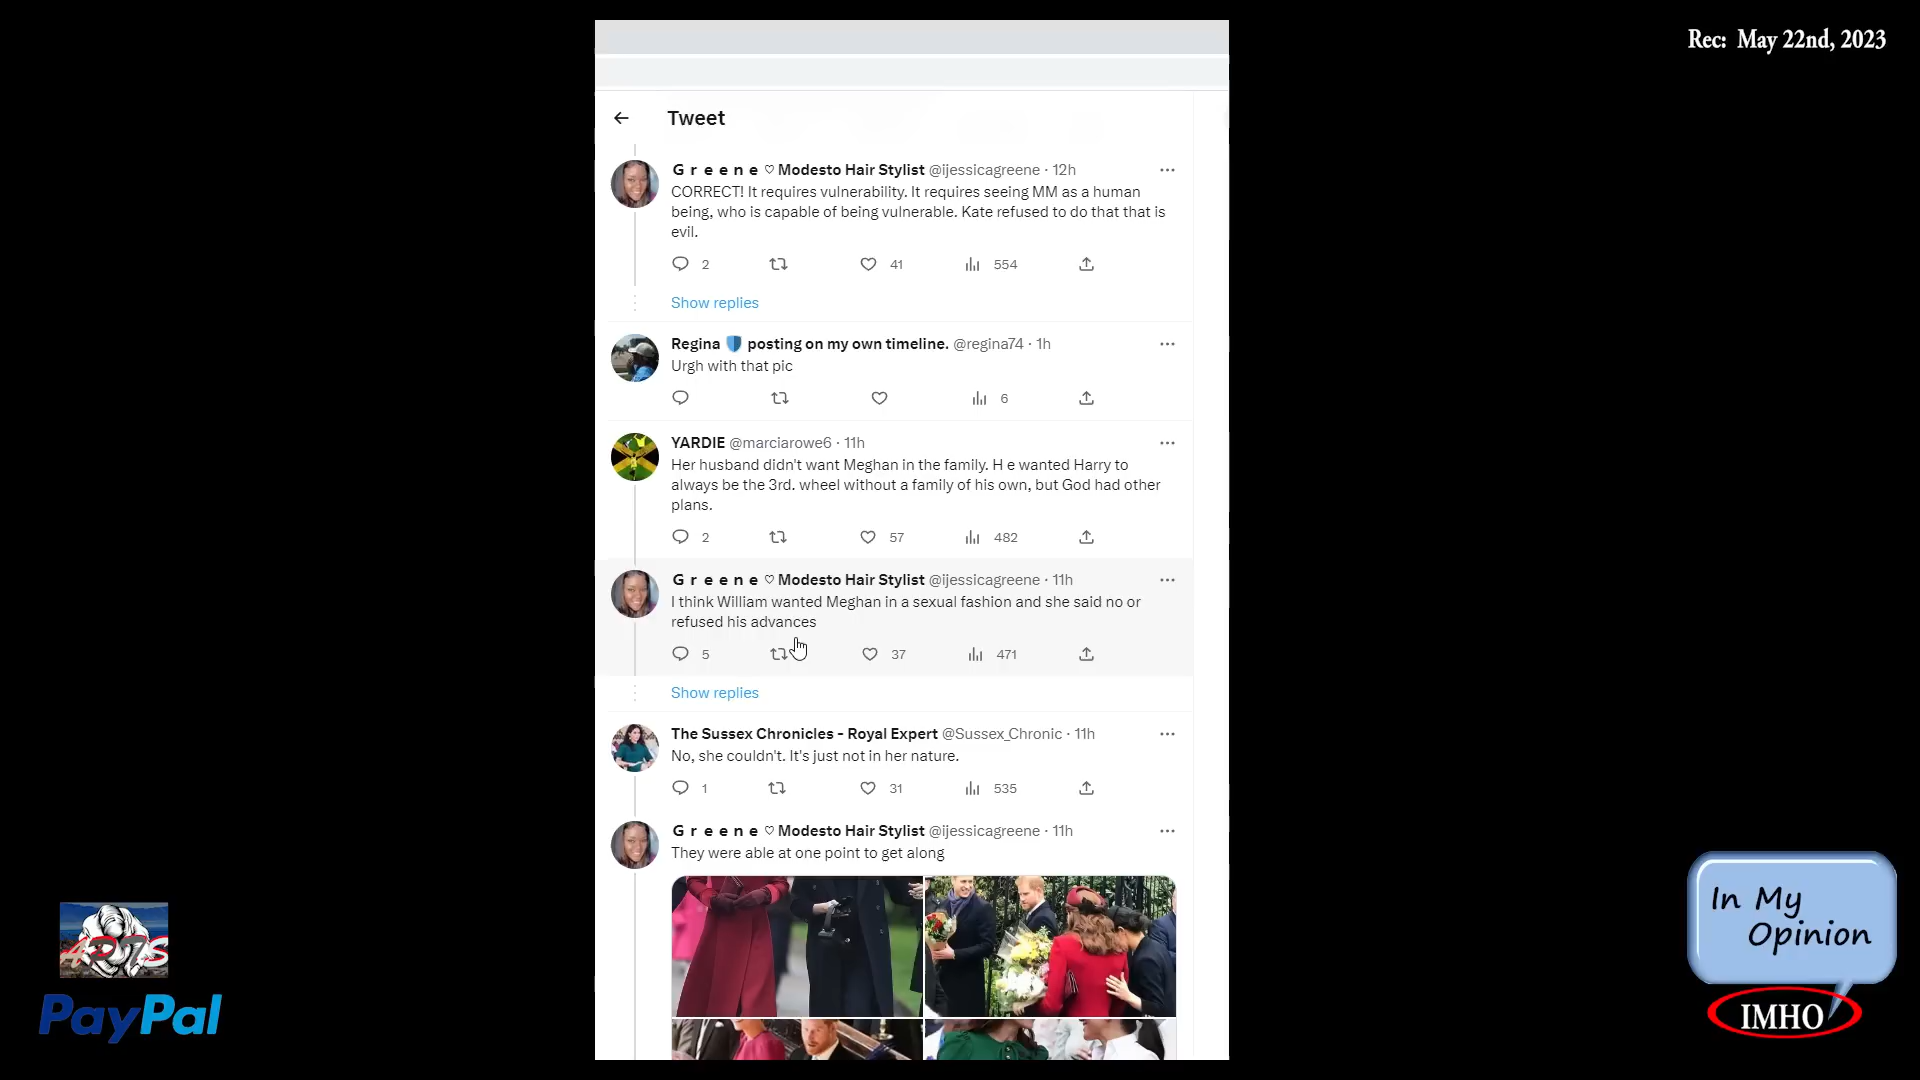 Rec: May 22nd, 2023
Tweet
G r e e n e ♡ Modesto Hair Stylist @ijessicagreene · 12h
CORRECT! It requires vulnerability. It requires seeing MM as a human
being, who is capable of being vulnerable. Kate refused to do that that is
evil.
2 41 554
Show replies
Regina 🛡 posting on my own timeline. @regina74 · 1h
Urgh with that pic
6
YARDIE @marciarowe6 · 11h
Her husband didn't want Meghan in the family. H e wanted Harry to
always be the 3rd. wheel without a family of his own, but God had other
plans.
2 57 482
G r e e n e ♡ Modesto Hair Stylist @ijessicagreene · 11h
I think William wanted Meghan in a sexual fashion and she said no or
refused his advances
5 37 471
Show replies
The Sussex Chronicles - Royal Expert @Sussex_Chronic · 11h
No, she couldn't. It's just not in her nature.
1 31 535
G r e e n e ♡ Modesto Hair Stylist @ijessicagreene · 11h
They were able at one point to get along
PayPal
In My
Opinion
IMHO